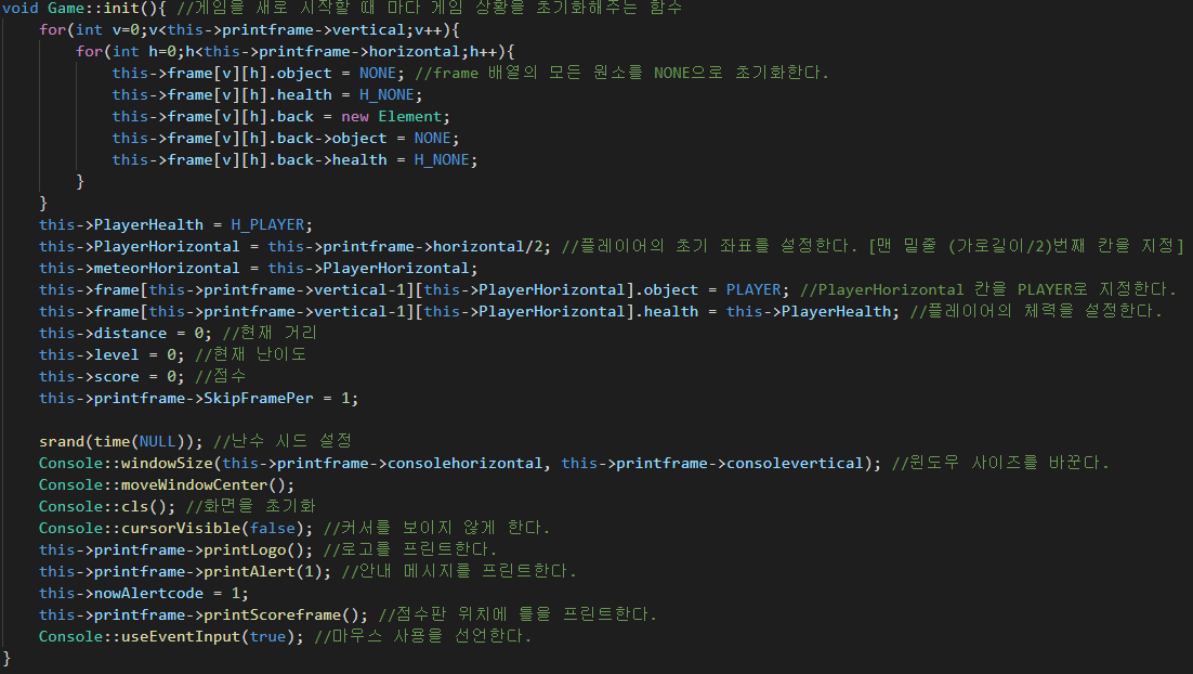 void Game::init(){ //게임을 새로 시작할 때 마다 게임 상황을 초기화해주는 함수
    for(int v=0;v<this->printframe->vertical;v++){
        for(int h=0;h<this->printframe->horizontal;h++){
            this->frame[v][h].object = NONE; //frame 배열의 모든 원소를 NONE으로 초기화한다.
            this->frame[v][h].health = H_NONE;
            this->frame[v][h].back = new Element;
            this->frame[v][h].back->object = NONE;
            this->frame[v][h].back->health = H_NONE;
        }
    }
    this->PlayerHealth = H_PLAYER;
    this->PlayerHorizontal = this->printframe->horizontal/2; //플레이어의 초기 좌표를 설정한다. [맨 밑줄 (가로길이/2)번째 칸을 지정]
    this->meteorHorizontal = this->PlayerHorizontal;
    this->frame[this->printframe->vertical-1][this->PlayerHorizontal].object = PLAYER; //PlayerHorizontal 칸을 PLAYER로 지정한다.
    this->frame[this->printframe->vertical-1][this->PlayerHorizontal].health = this->PlayerHealth; //플레이어의 체력을 설정한다.
    this->distance = 0; //현재 거리
    this->level = 0; //현재 난이도
    this->score = 0; //점수
    this->printframe->SkipFramePer = 1;

    srand(time(NULL)); //난수 시드 설정
    Console::windowSize(this->printframe->consolehorizontal, this->printframe->consolevertical); //윈도우 사이즈를 바꾼다.
    Console::moveWindowCenter();
    Console::cls(); //화면을 초기화
    Console::cursorVisible(false); //커서를 보이지 않게 한다.
    this->printframe->printLogo(); //로고를 프린트한다.
    this->printframe->printAlert(1); //안내 메시지를 프린트한다.
    this->nowAlertcode = 1;
    this->printframe->printScoreframe(); //점수판 위치에 틀을 프린트한다.
    Console::useEventInput(true); //마우스 사용을 선언한다.
}